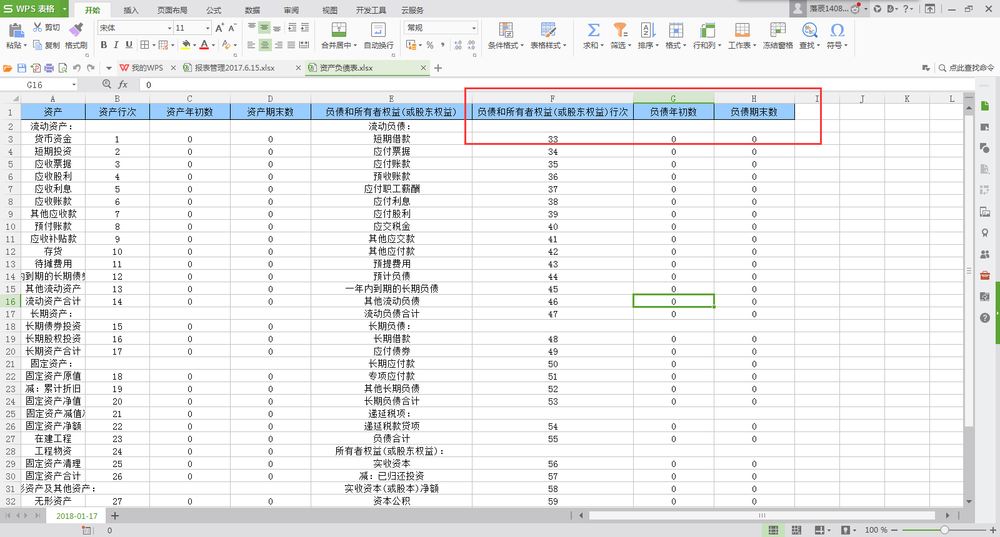 S WPS 表格 开始 插入 页面布局 公式 数据 审阅 视图 开发工具 云服务 落辰1408...
粘贴 剪切 复制 格式刷 宋体 11 B I U A 合并居中 自动换行 常规 % 条件格式 表格样式 求和 筛选 排序 格式 行和列 工作表 冻结窗格 查找 符号
我的WPS 报表管理2017.6.15.xlsx 资产负债表.xlsx 点此查找命令
G16 fx 0
A B C D E F G H I J K L
1 资产 资产行次 资产年初数 资产期末数 负债和所有者权益(或股东权益) 负债和所有者权益(或股东权益)行次 负债年初数 负债期末数
2 流动资产: 流动负债:
3 货币资金 1 0 0 短期借款 33 0 0
4 短期投资 2 0 0 应付票据 34 0 0
5 应收票据 3 0 0 应付账款 35 0 0
6 应收股利 4 0 0 预收账款 36 0 0
7 应收利息 5 0 0 应付职工薪酬 37 0 0
8 应收账款 6 0 0 应付利息 38 0 0
9 其他应收款 7 0 0 应付股利 39 0 0
10 预付账款 8 0 0 应交税金 40 0 0
11 应收补贴款 9 0 0 其他应交款 41 0 0
12 存货 10 0 0 其他应付款 42 0 0
13 待摊费用 11 0 0 预提费用 43 0 0
14 内到期的长期债券 12 0 0 预计负债 44 0 0
15 其他流动资产 13 0 0 一年内到期的长期负债 45 0 0
16 流动资产合计 14 0 0 其他流动负债 46 0 0
17 长期资产: 流动负债合计 47 0 0
18 长期债券投资 15 0 0 长期负债:
19 长期股权投资 16 0 0 长期借款 48 0 0
20 长期资产合计 17 0 0 应付债券 49 0 0
21 固定资产: 长期应付款 50 0 0
22 固定资产原值 18 0 0 专项应付款 51 0 0
23 减: 累计折旧 19 0 0 其他长期负债 52 0 0
24 固定资产净值 20 0 0 长期负债合计 53 0 0
25 固定资产减值 21 0 0 递延税项:
26 固定资产净额 22 0 0 递延税款贷项 54 0 0
27 在建工程 23 0 0 负债合计 55 0 0
28 工程物资 24 0 0 所有者权益(或股东权益):
29 固定资产清理 25 0 0 实收资本 56 0 0
30 固定资产合计 26 0 0 减: 已归还投资 57 0 0
31 形资产及其他资产: 实收资本(或股本)净额 58 0 0
32 无形资产 27 0 0 资本公积 59 0 0
2018-01-17
0 100 %